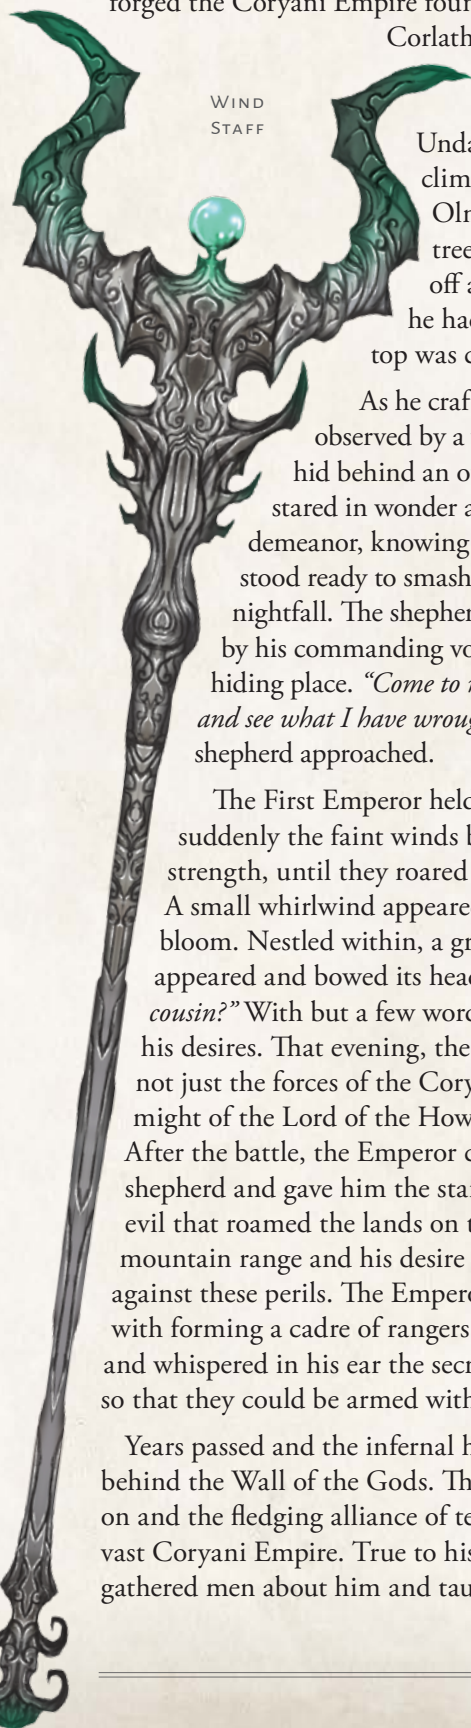 forged the Coryani Empire foun
Corlath
WIND
STAFF
Unda
clim
Oln
tree
off a
he hac
top was c
As he craf
observed by a
hid behind an o
stared in wonder a
demeanor, knowing
stood ready to smash
nightfall. The shepher
by his commanding vo
hiding place. “Come to r
and see what I have wroug
shepherd approached.
The First Emperor held
suddenly the faint winds b
strength, until they roared
A small whirlwind appeare
bloom. Nestled within, a gr
appeared and bowed its head
cousin?” With but a few word
his desires. That evening, the
not just the forces of the Cory
might of the Lord of the How
After the battle, the Emperor c
shepherd and gave him the staf
evil that roamed the lands on t
mountain range and his desire
against these perils. The Empero
with forming a cadre of rangers
and whispered in his ear the secr
so that they could be armed with
Years passed and the infernal h
behind the Wall of the Gods. Th
on and the fledging alliance of te
vast Coryani Empire. True to his
gathered men about him and tau